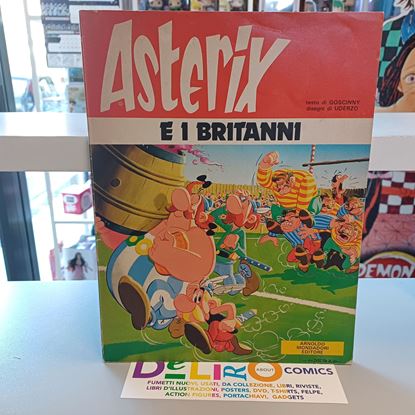 Asterix
testo di GOSCINNY
disegni di UDERZO
E I BRITANNI
ARNOLDO
MONDADORI
EDITORE
DeLiRO ABOUT COMICS
FUMETTI NUOVI, USATI, DA COLLEZIONE, LIBRI, RIVISTE,
LIBRI D'ILLUSTRAZIONI, POSTERS, DVD, T-SHIRTS, FELPE,
ACTION FIGURES, PORTACHIAVI, GADGETS